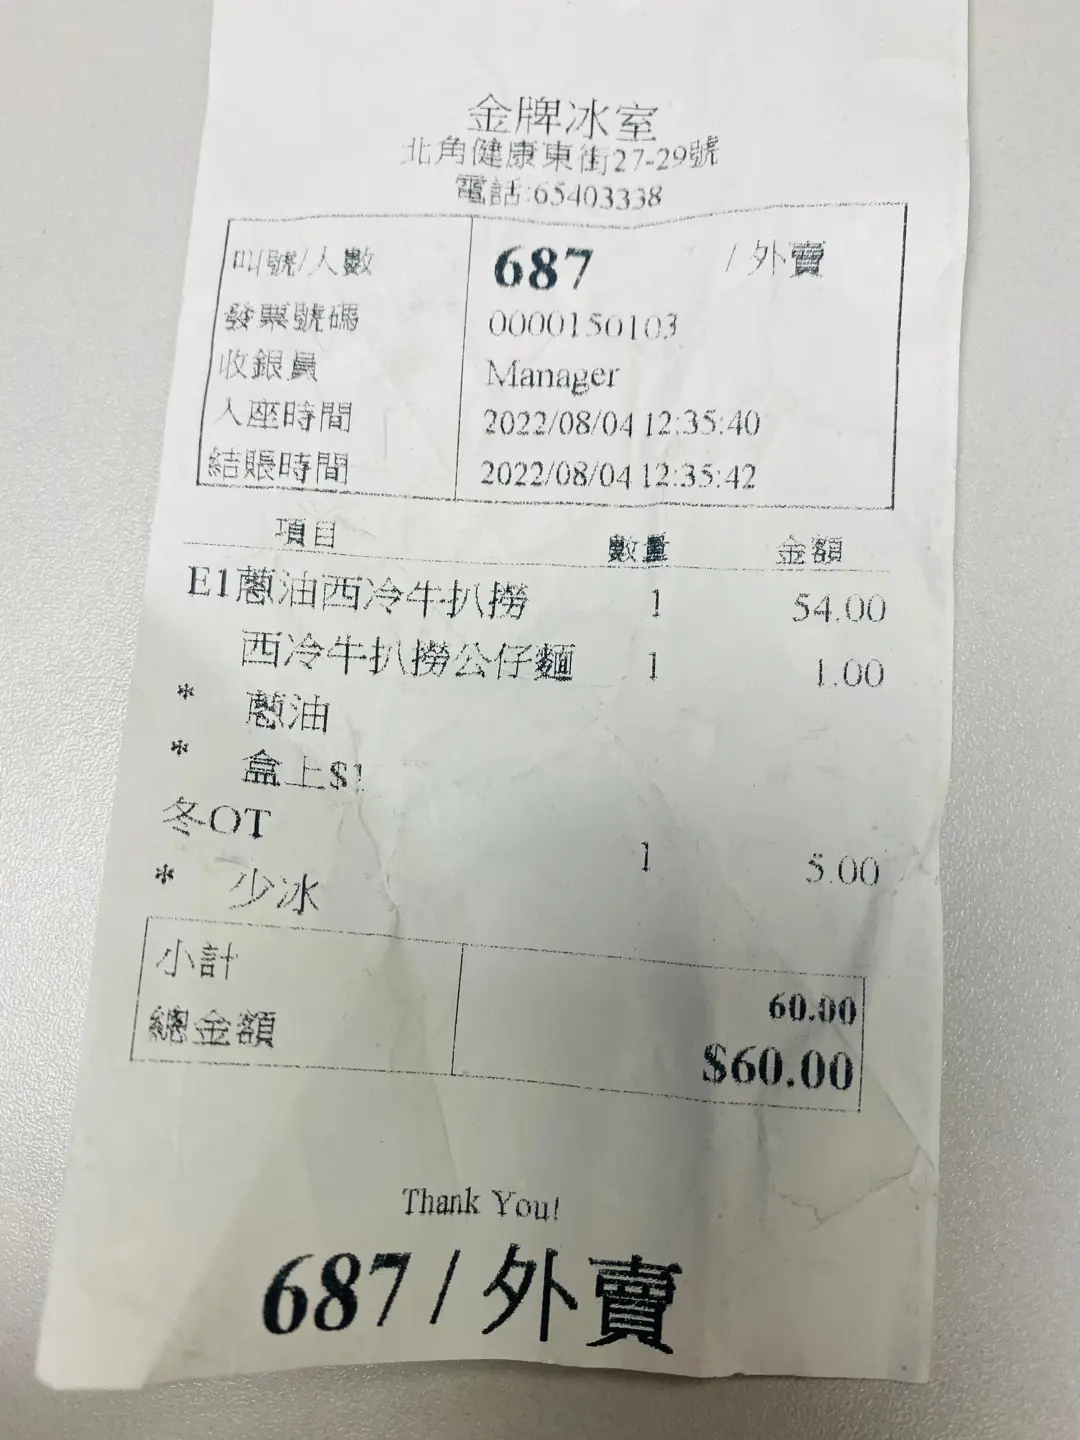 金牌冰室
北角健康東街27-29號
電話:65403338
叫號/人數 687 /外賣
發票號碼 0000150103
收銀員 Manager
入座時間 2022/08/04 12:35:40
結賬時間 2022/08/04 12:35:42
項目 數量 金額
E1蔥油西冷牛扒撈 1 54.00
西冷牛扒撈公仔麵 1 1.00
* 蔥油
* 盒上$1
冬OT 1 5.00
* 少冰
小計 60.00
總金額 $60.00
Thank You!
687 / 外賣